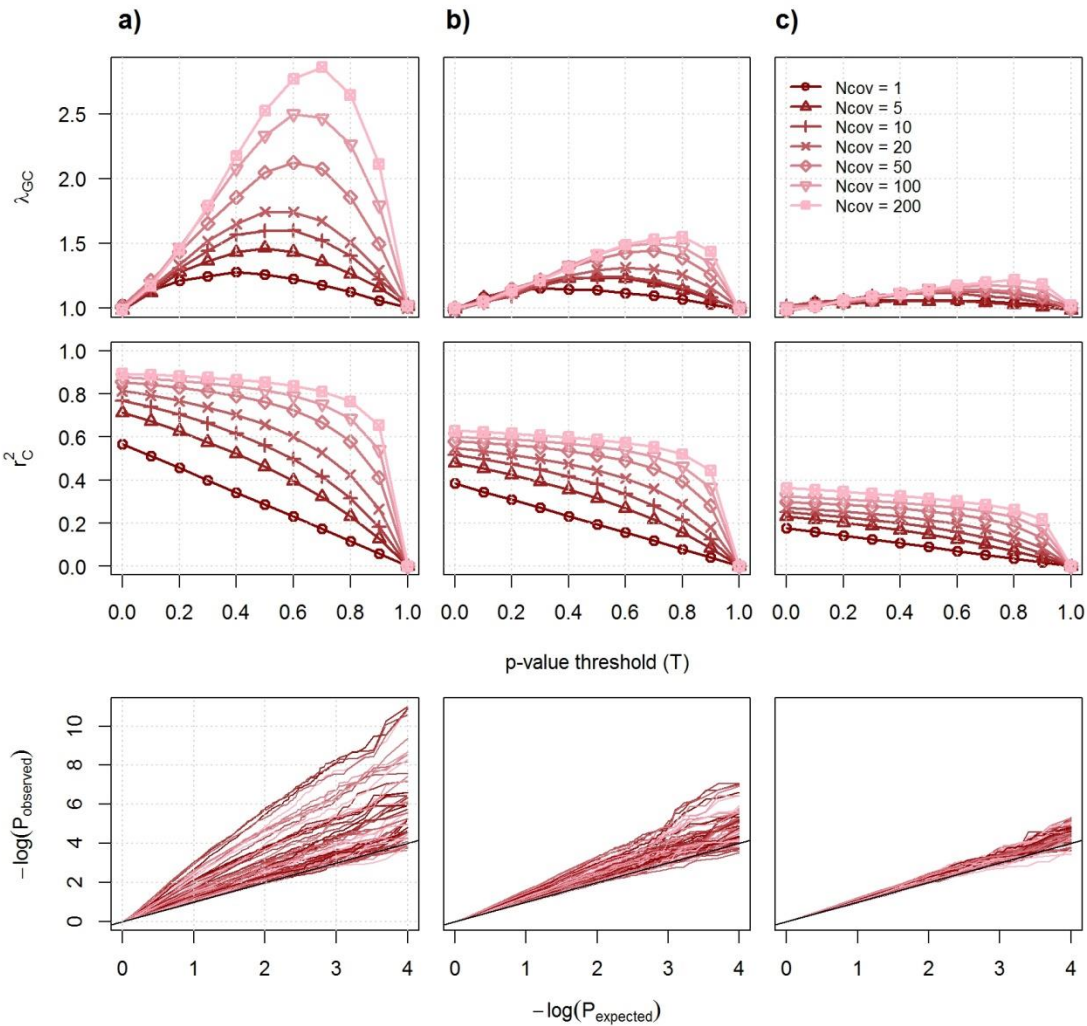 a) b) c)
2.5
2.0
1.5
1.0
λGC
Ncov = 1
Ncov = 5
Ncov = 10
Ncov = 20
Ncov = 50
Ncov = 100
Ncov = 200
1.0
0.8
0.6
0.4
0.2
0.0
r²C
0.0 0.2 0.4 0.6 0.8 1.0 0.0 0.2 0.4 0.6 0.8 1.0 0.0 0.2 0.4 0.6 0.8 1.0
p-value threshold (T)
10
8
6
4
2
0
−log(Pobserved)
0 1 2 3 4 0 1 2 3 4 0 1 2 3 4
−log(Pexpected)